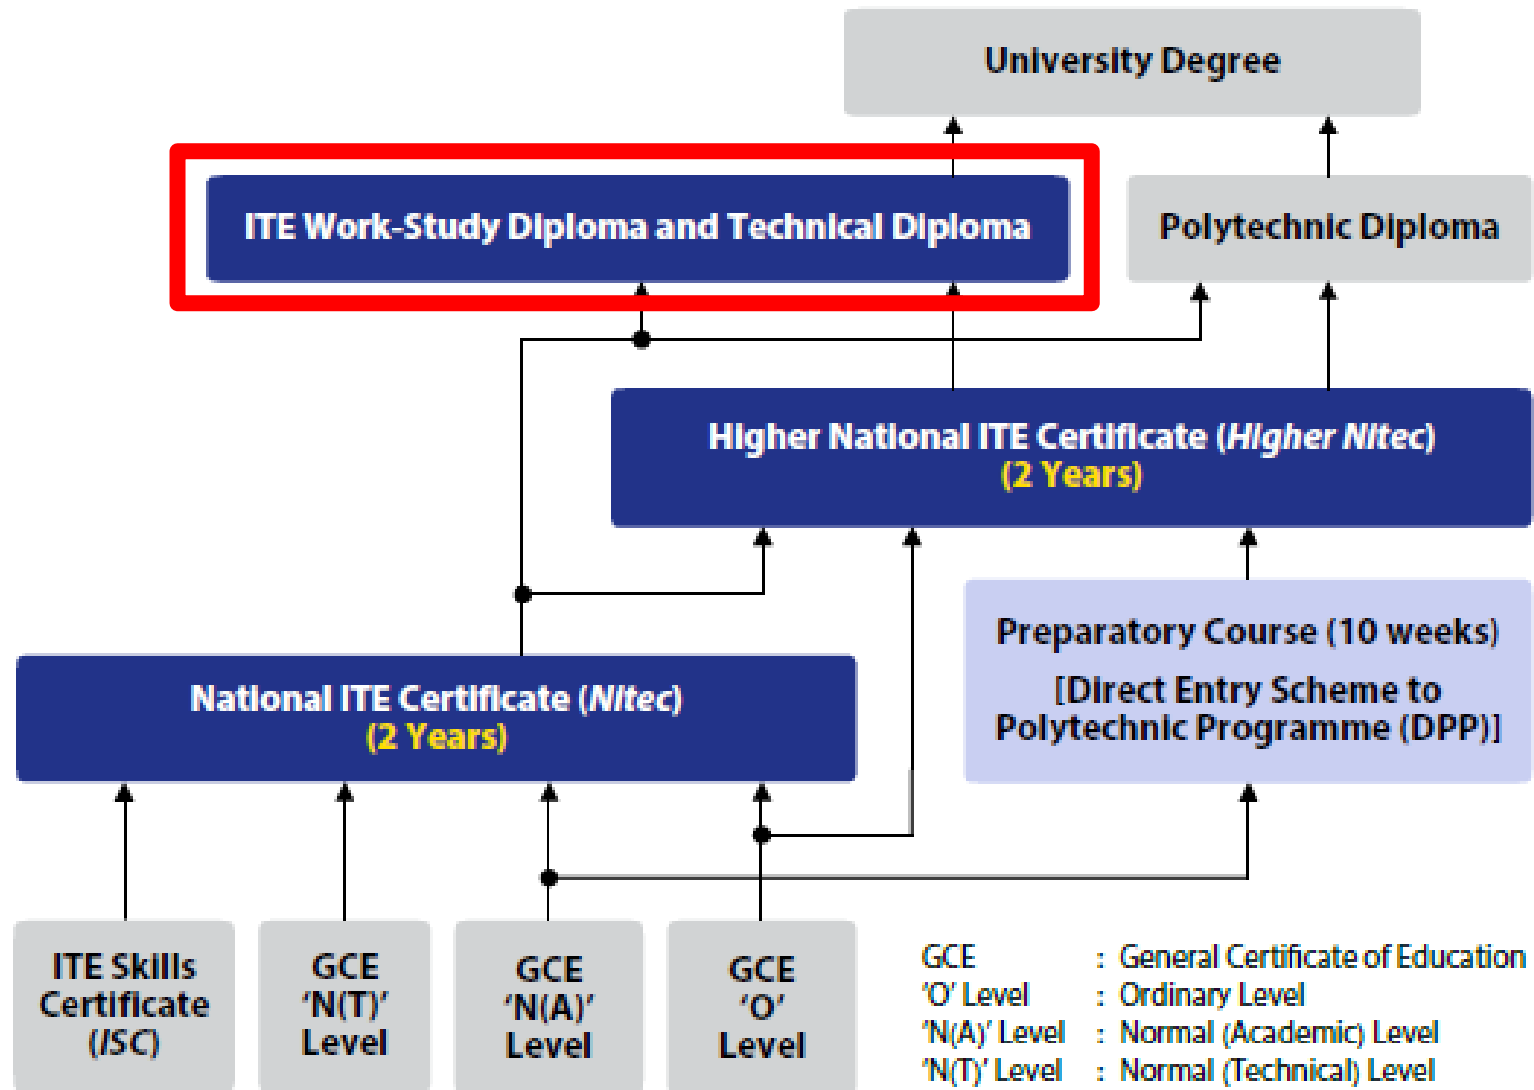 University Degree
ITE Work-Study Diploma and Technical Diploma
Polytechnic Diploma
Higher National ITE Certificate (Higher Nitec)
(2 Years)
Preparatory Course (10 weeks)
[Direct Entry Scheme to
Polytechnic Programme (DPP)]
National ITE Certificate (Nitec)
(2 Years)
ITE Skills
Certificate
(ISC)
GCE
'N(T)'
Level
GCE
'N(A)'
Level
GCE
'O'
Level
GCE : General Certificate of Education
'O' Level : Ordinary Level
'N(A)' Level : Normal (Academic) Level
'N(T)' Level : Normal (Technical) Level